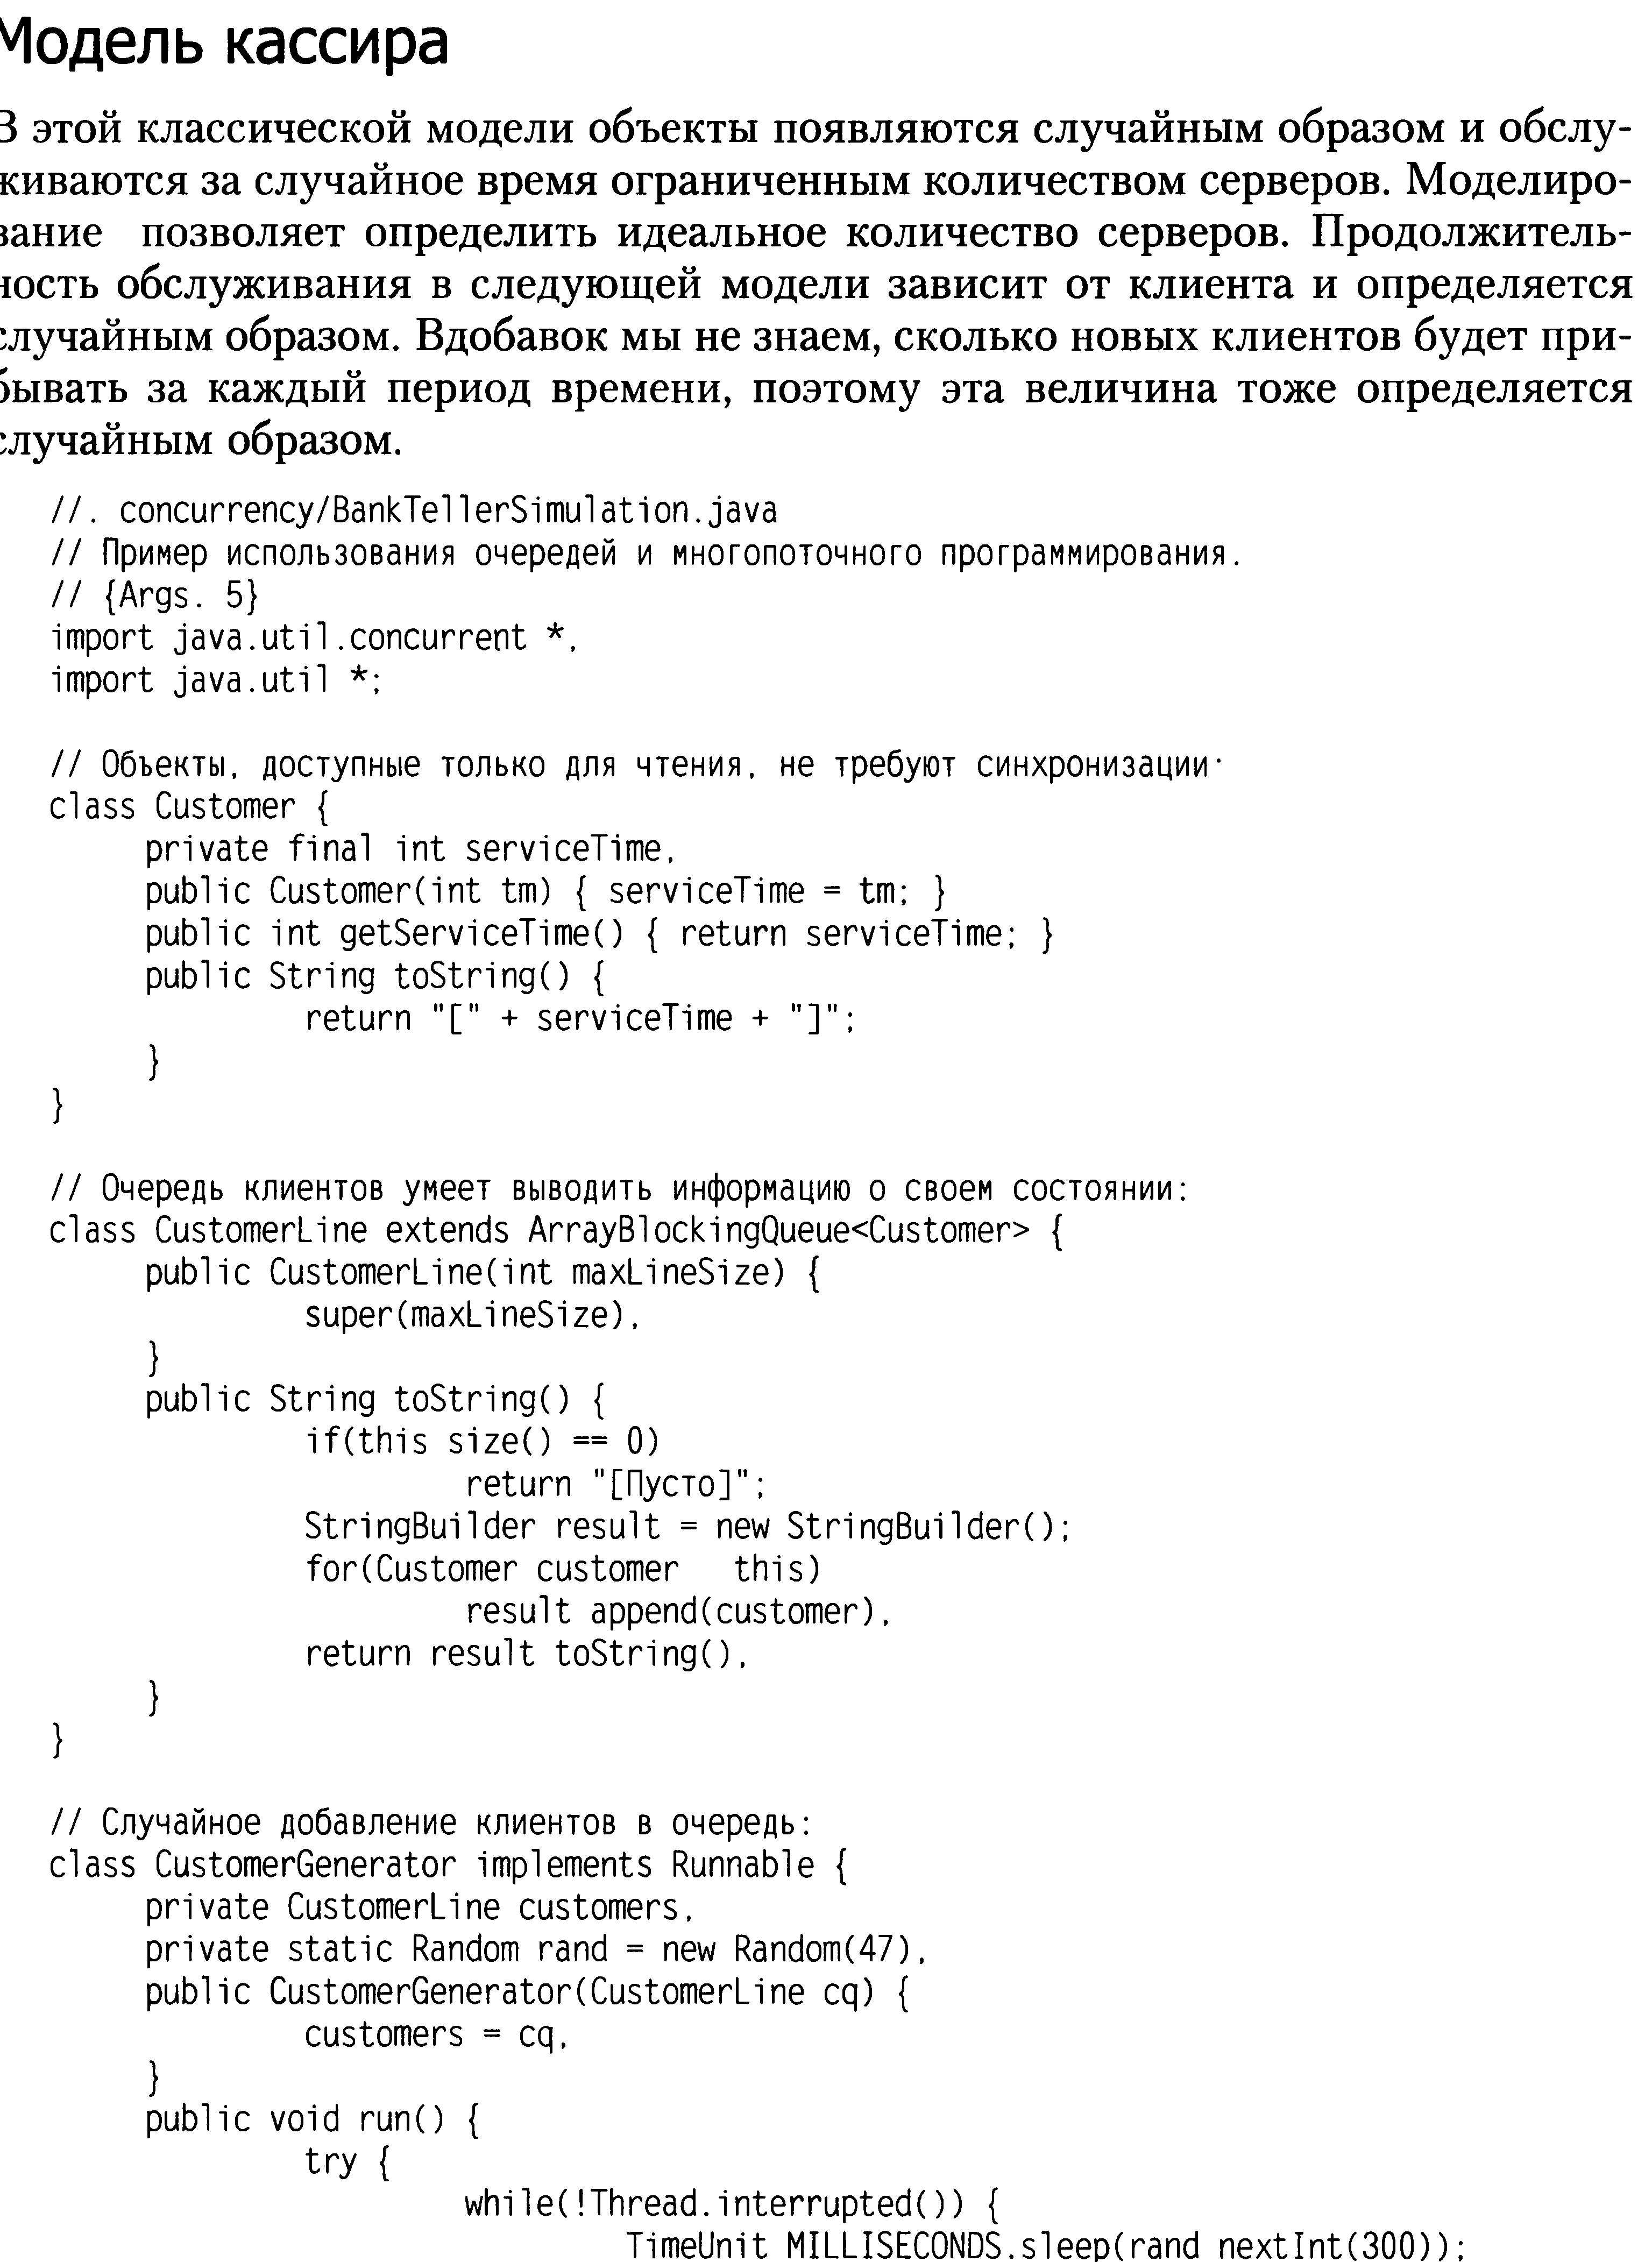 Модель кассира
В этой классической модели объекты появляются случайным образом и обслу-
живаются за случайное время ограниченным количеством серверов. Моделиро-
вание позволяет определить идеальное количество серверов. Продолжитель-
ность обслуживания в следующей модели зависит от клиента и определяется
случайным образом. Вдобавок мы не знаем, сколько новых клиентов будет при-
бывать за каждый период времени, поэтому эта величина тоже определяется
случайным образом.
//. concurrency/BankTellerSimulation.java
// Пример использования очередей и многопоточного программирования.
// {Args. 5}
import java.util.concurrent *,
import java.util *;
// Объекты, доступные только для чтения, не требуют синхронизации·
class Customer {
private final int serviceTime,
public Customer(int tm) { serviceTime = tm; }
public int getServiceTime() { return serviceTime; }
public String toString() {
return "[" + serviceTime + "]";
}
}
// Очередь клиентов умеет выводить информацию о своем состоянии:
class CustomerLine extends ArrayBlockingQueue<Customer> {
public CustomerLine(int maxLineSize) {
super(maxLineSize),
}
public String toString() {
if(this size() == 0)
return "[Пусто]";
StringBuilder result = new StringBuilder();
for(Customer customer   this)
result append(customer),
return result toString(),
}
}
// Случайное добавление клиентов в очередь:
class CustomerGenerator implements Runnable {
private CustomerLine customers,
private static Random rand = new Random(47),
public CustomerGenerator(CustomerLine cq) {
customers = cq,
}
public void run() {
try {
while(!Thread.interrupted()) {
TimeUnit MILLISECONDS.sleep(rand nextInt(300));